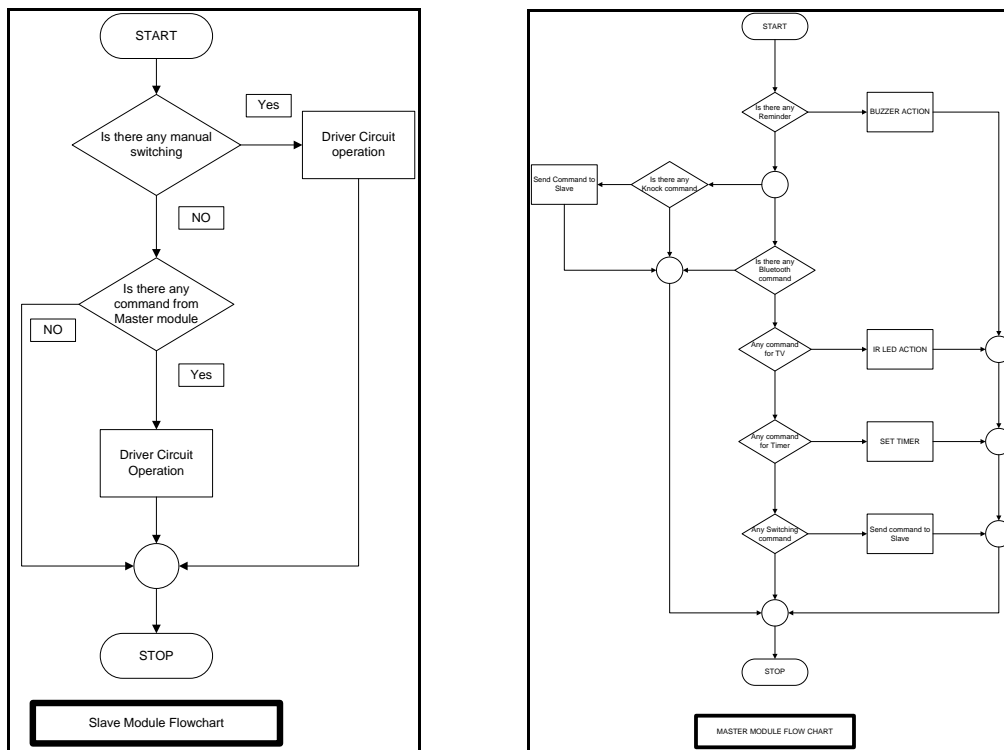 START
Yes
Is there any manual
switching
Driver Circuit
operation
NO
Is there any
command from
Master module
NO
Yes
Driver Circuit
Operation
STOP
Slave Module Flowchart
START
Is there any
Reminder
BUZZER ACTION
Send Command to
Slave
Is there any
Knock command
Is there any
Bluetooth
command
Any command
for TV
IR LED ACTION
Any command
for Timer
SET TIMER
Any Switching
command
Send command to
Slave
STOP
MASTER MODULE FLOW CHART